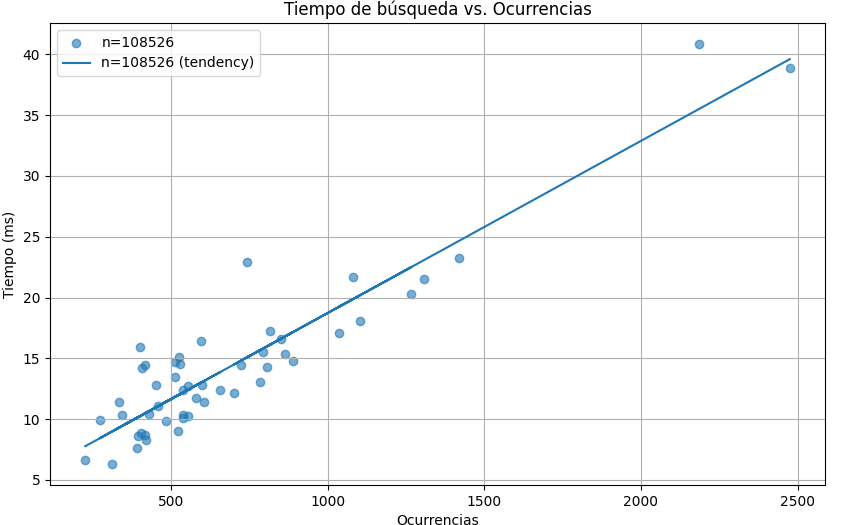 Tiempo de búsqueda vs. Ocurrencias
n=108526
n=108526 (tendency)
Tiempo (ms)
40
35
30
25
20
15
10
5
500
1000
1500
2000
2500
Ocurrencias